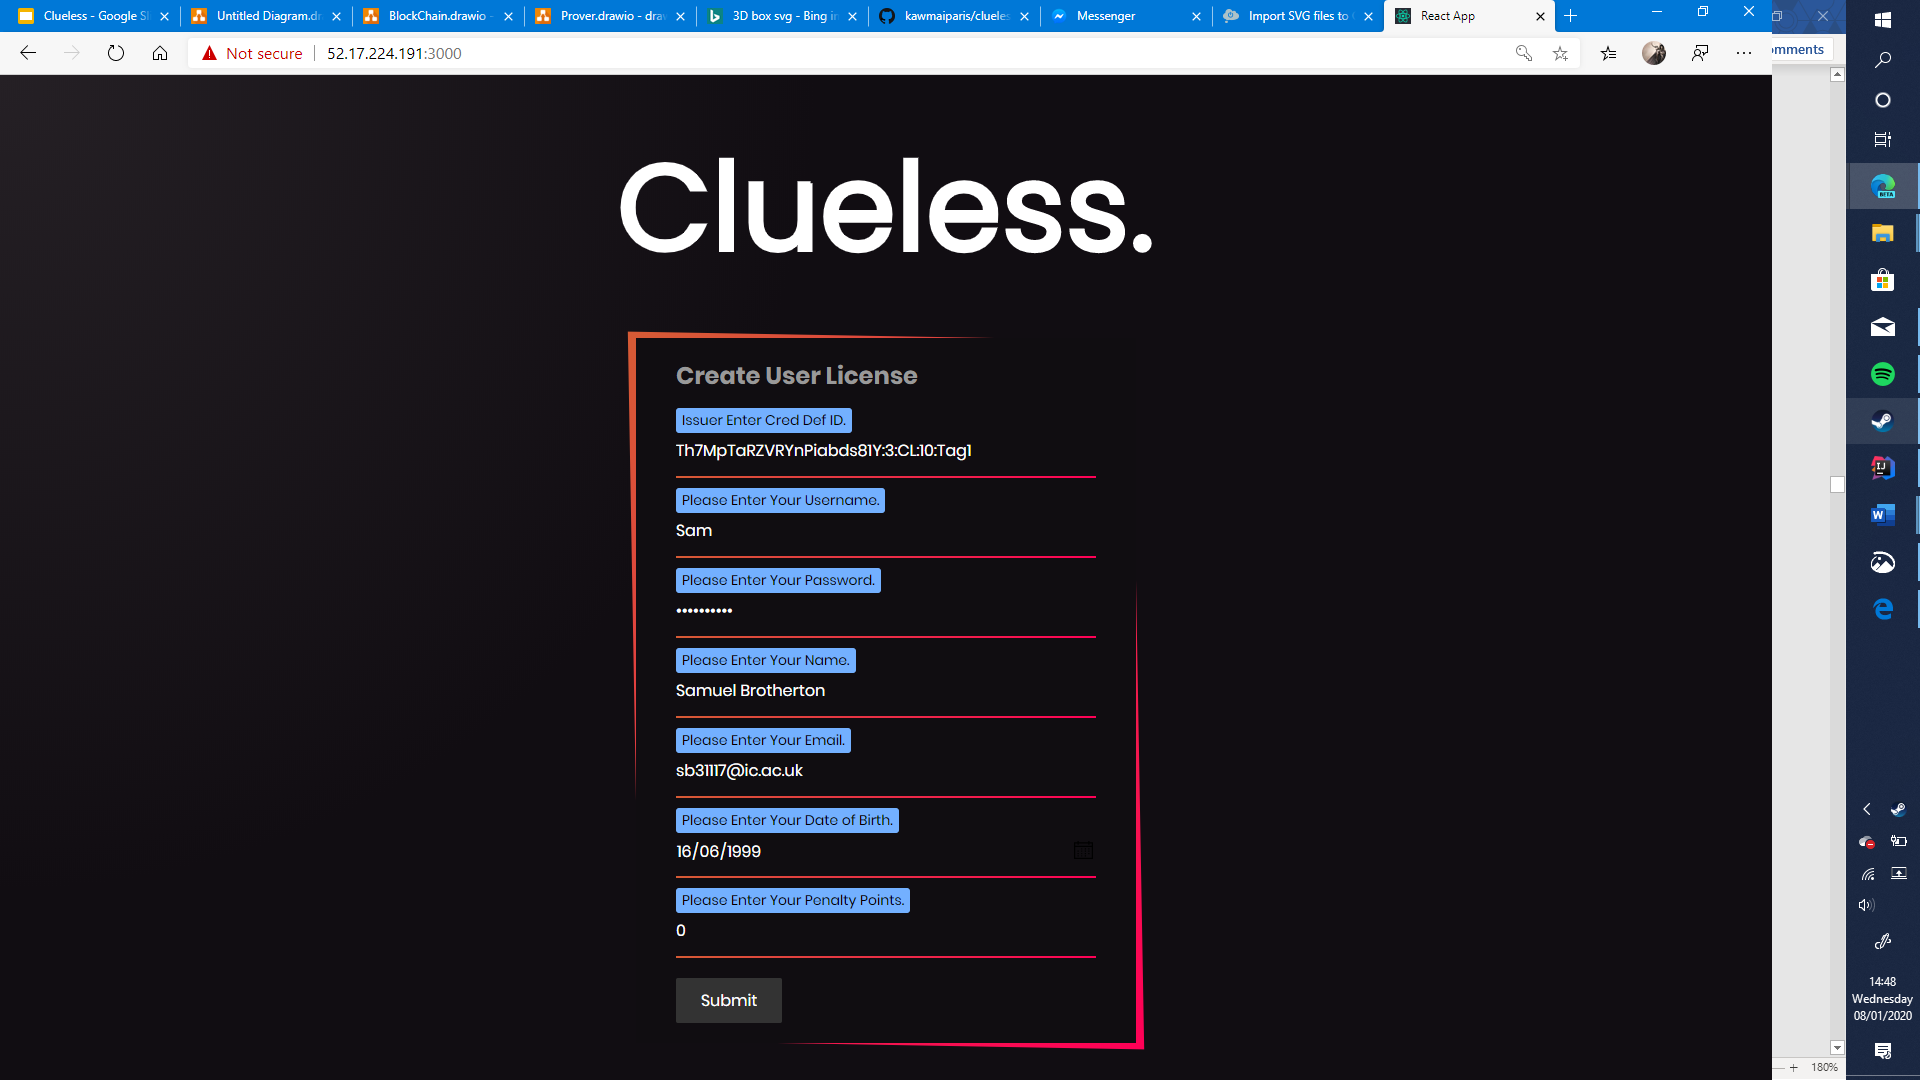 Clueless - Google Sl
Untitled Diagram.dr
BlockChain.drawio -
Prover.drawio - draw
3D box svg - Bing in
kawmaiparis/clueles
Messenger
Import SVG files to
React App
Not secure
52.17.224.191:3000
omments
Clueless.
Create User License
Issuer Enter Cred Def ID.
Th7MpTaRZVRYnPiabds81Y:3:CL:10:Tag1
Please Enter Your Username.
Sam
Please Enter Your Password.
••••••••••
Please Enter Your Name.
Samuel Brotherton
Please Enter Your Email.
sb31117@ic.ac.uk
Please Enter Your Date of Birth.
16/06/1999
Please Enter Your Penalty Points.
0
Submit
BETA
14:48
Wednesday
08/01/2020
180%